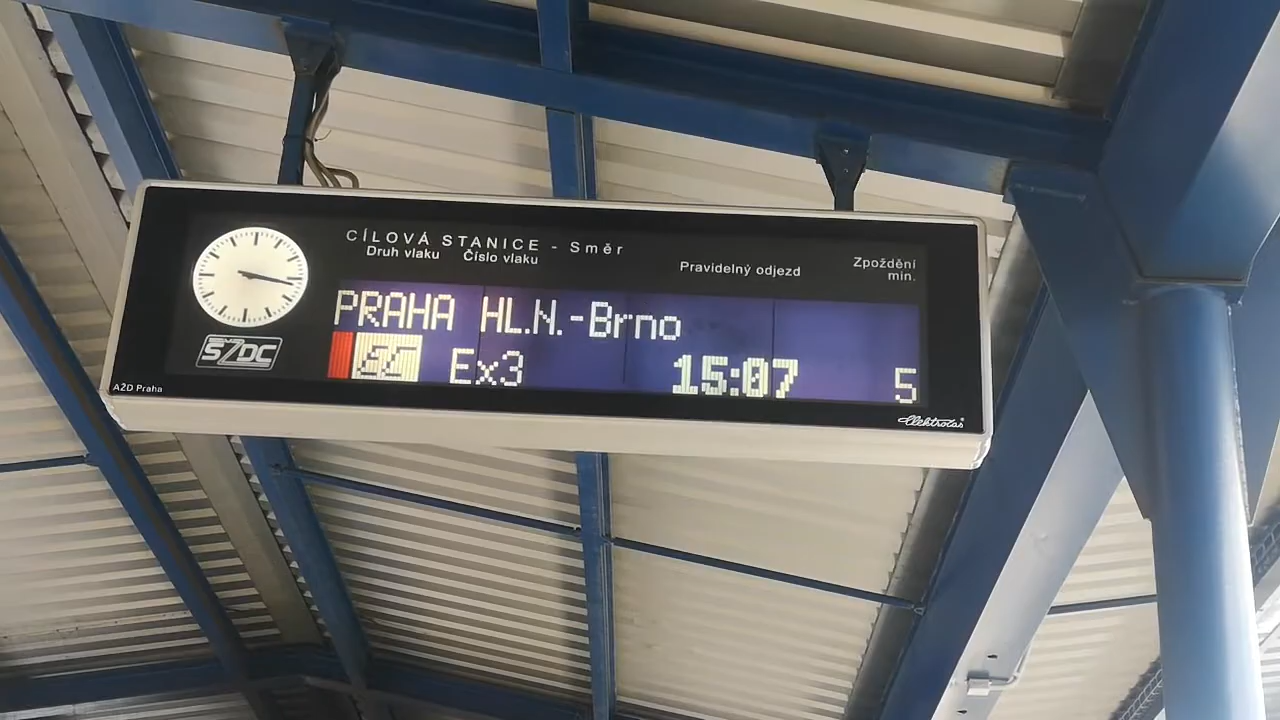 CÍLOVÁ STANICE - Směr
Druh vlaku Číslo vlaku
Pravidelný odjezd
Zpoždění
min.
PRAHA HL.N.-Brno
EC Ex3 15:07 5
SŽDC
AŽD Praha
Elektročas